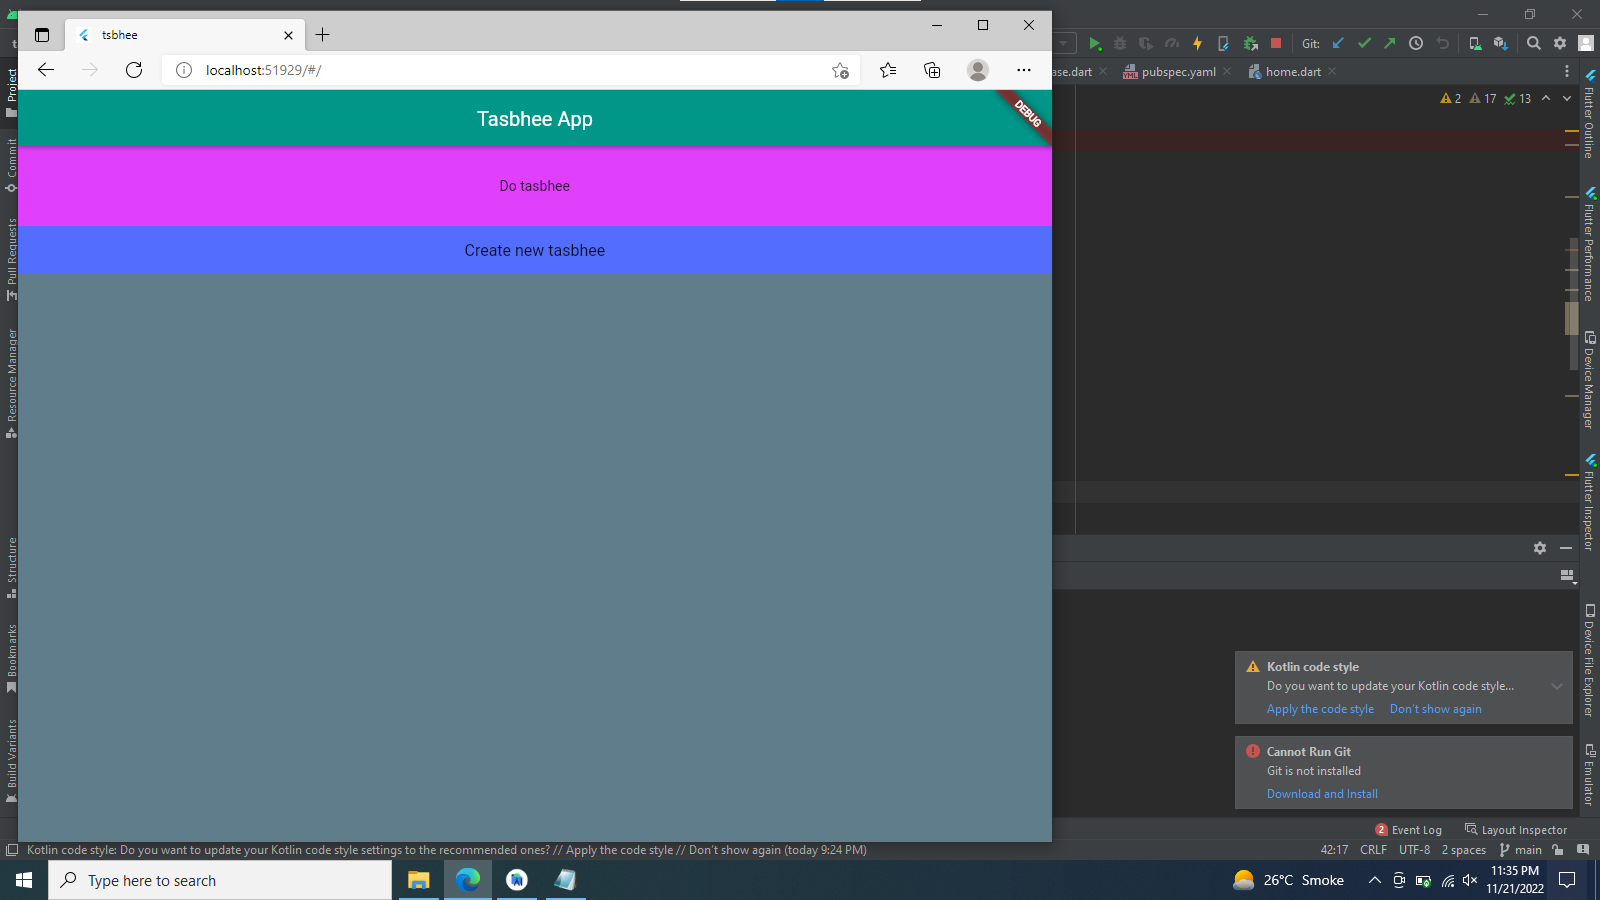 tsbhee
localhost:51929/#/
Tasbhee App
DEBUG
Do tasbhee
Create new tasbhee
Git:
ase.dart
pubspec.yaml
home.dart
2 17 13
Project
Commit
Pull Requests
Resource Manager
Structure
Bookmarks
Build Variants
Flutter Outline
Flutter Performance
Device Manager
Flutter Inspector
Device File Explorer
Emulator
Kotlin code style
Do you want to update your Kotlin code style...
Apply the code style Don't show again
Cannot Run Git
Git is not installed
Download and Install
2 Event Log Layout Inspector
Kotlin code style: Do you want to update your Kotlin code style settings to the recommended ones? // Apply the code style // Don't show again (today 9:24 PM)
42:17 CRLF UTF-8 2 spaces main
Type here to search
26°C Smoke
11:35 PM
11/21/2022